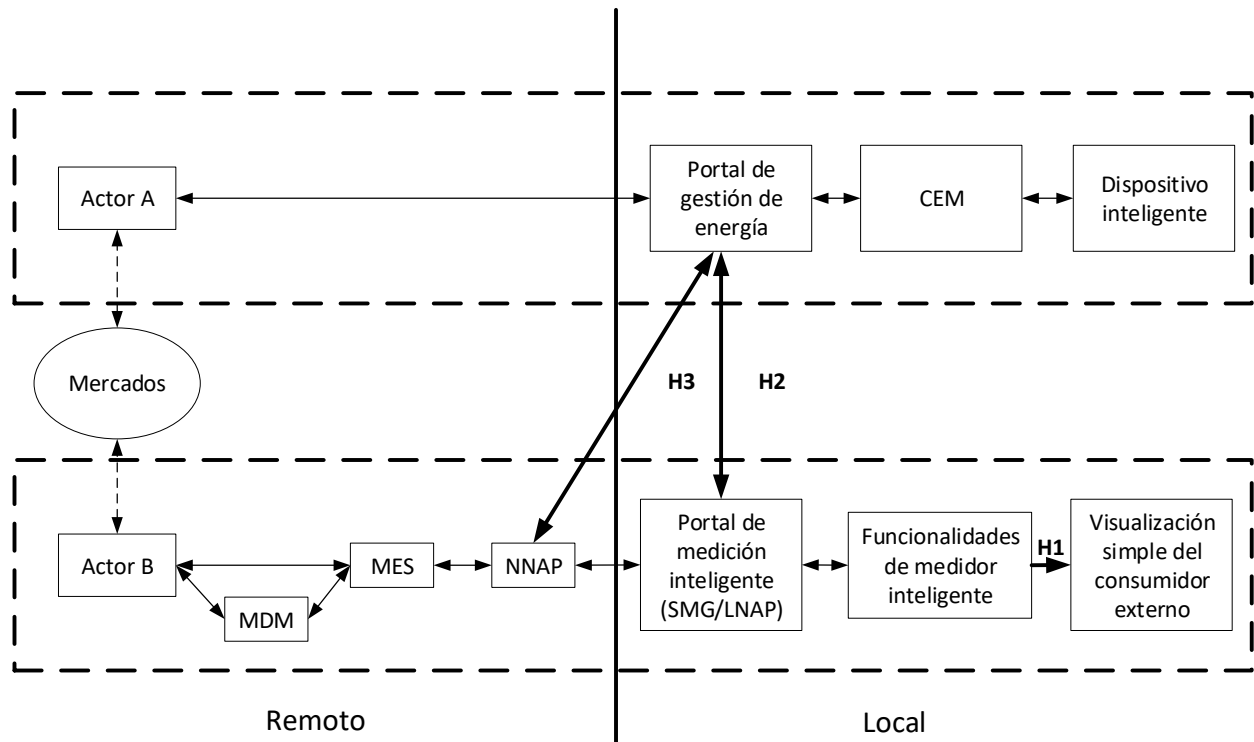 Actor A
Portal de
gestión de
energía
CEM
Dispositivo
inteligente
Mercados
H3
H2
Actor B
MDM
MES
NNAP
Portal de
medición
inteligente
(SMG/LNAP)
Funcionalidades
de medidor
inteligente
H1
Visualización
simple del
consumidor
externo
Remoto
Local